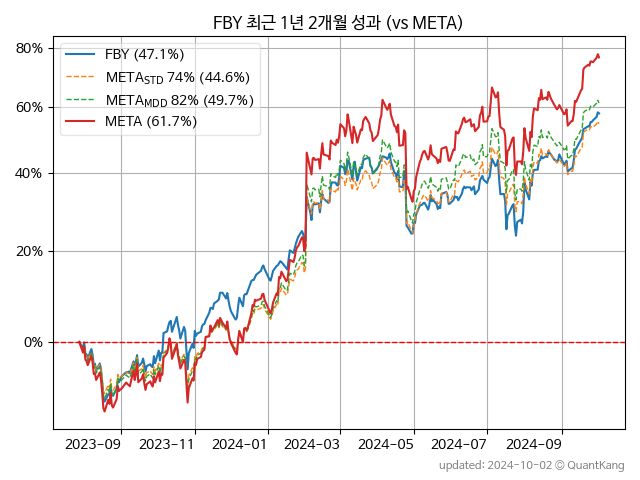 FBY 최근 1년 2개월 성과 (vs META)
FBY (47.1%)
METASTD 74% (44.6%)
METAMDD 82% (49.7%)
META (61.7%)
80%
60%
40%
20%
0%
2023−09 2023−11 2024−01 2024−03 2024−05 2024−07 2024−09
updated: 2024-10-02 © QuantKang